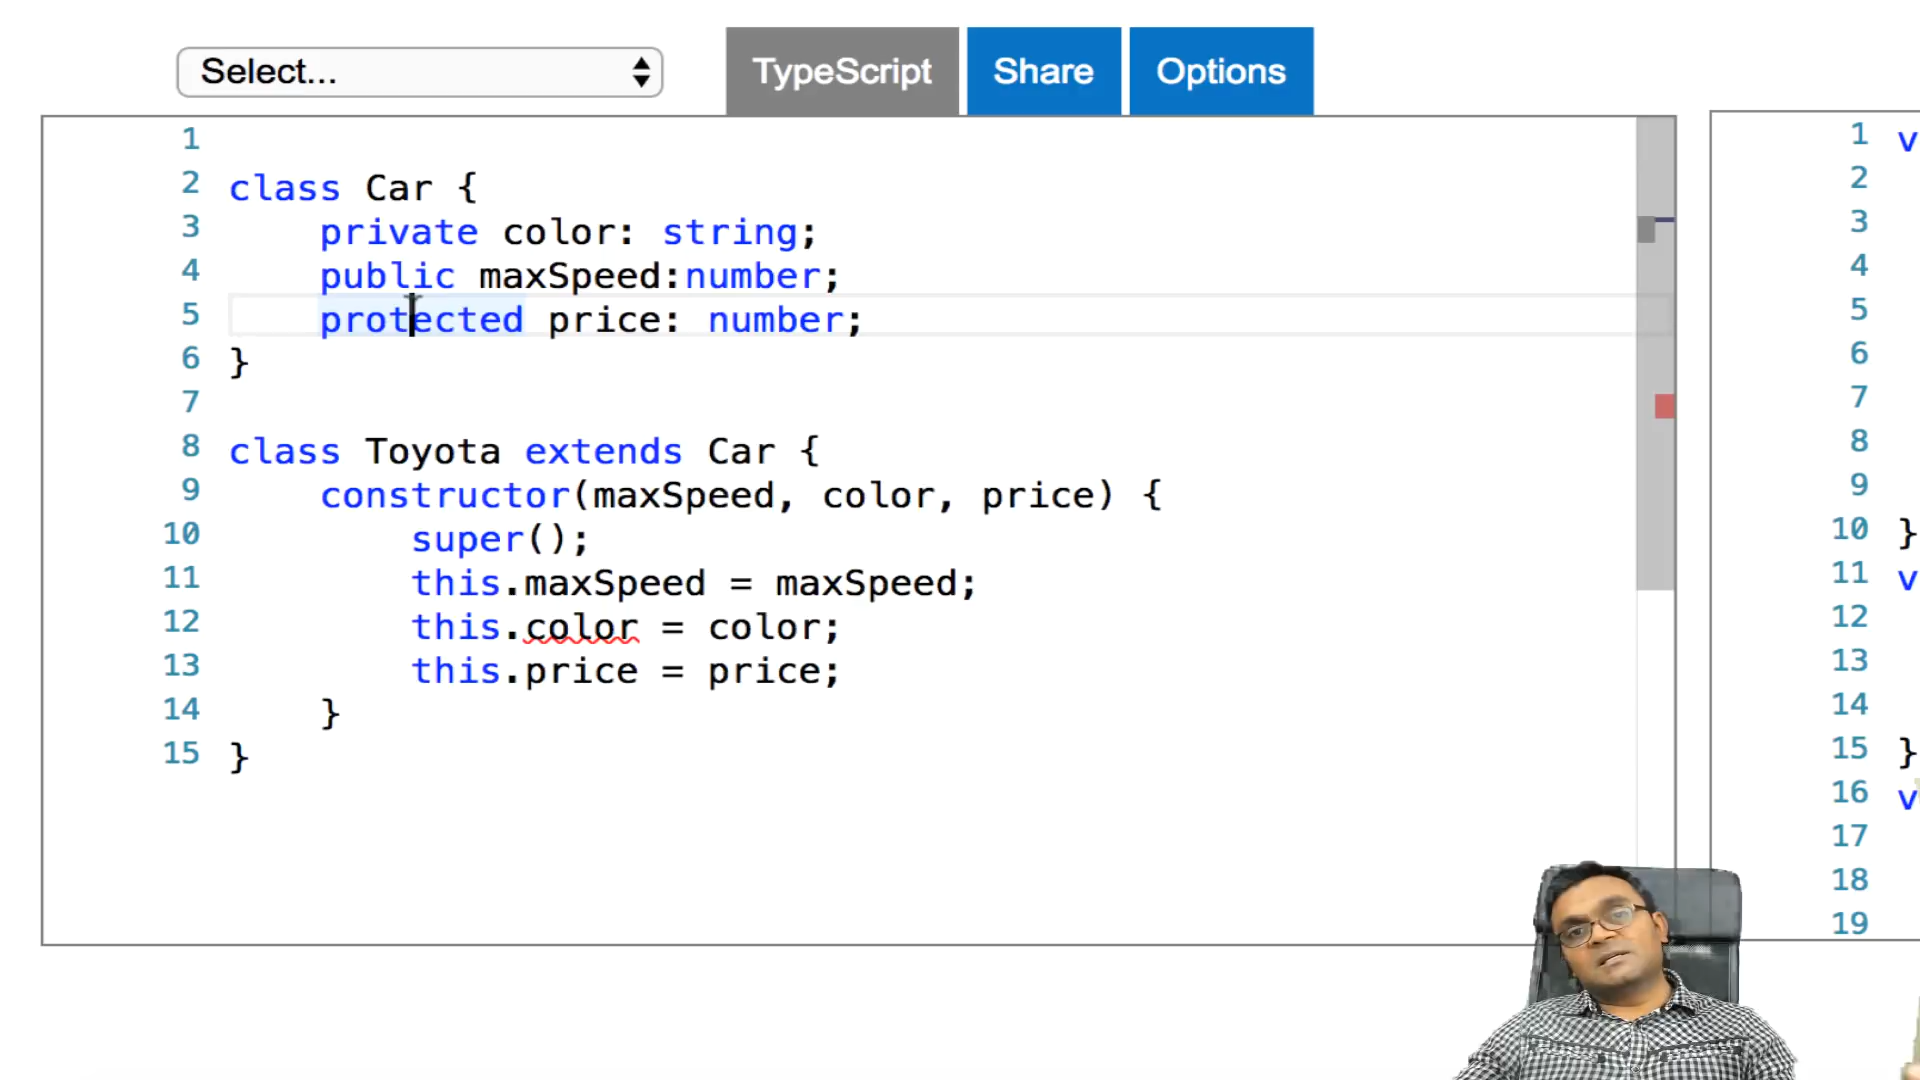 Select... TypeScript Share Options
1
2 class Car {
3 private color: string;
4 public maxSpeed:number;
5 protected price: number;
6 }
7
8 class Toyota extends Car {
9 constructor(maxSpeed, color, price) {
10 super();
11 this.maxSpeed = maxSpeed;
12 this.color = color;
13 this.price = price;
14 }
15 }
1 v
2
3
4
5
6
7
8
9
10 }
11 v
12
13
14
15 }
16 v
17
18
19